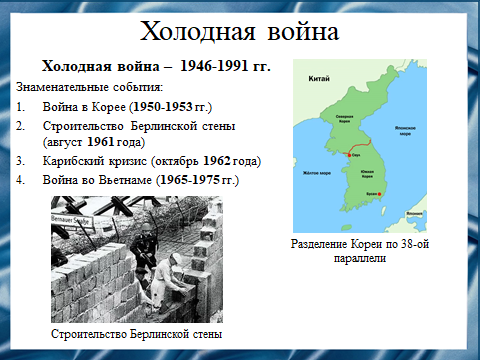 Холодная война
Холодная война – 1946-1991 гг.
Знаменательные события:
1. Война в Корее (1950-1953 гг.)
2. Строительство Берлинской стены
(август 1961 года)
3. Карибский кризис (октябрь 1962 года)
4. Война во Вьетнаме (1965-1975 гг.)
Bernauer Straße
Строительство Берлинской стены
Китай
Северная
Корея
Японское
море
Сеул
Жёлтое море
Южная
Корея
Пусан
Япония
Разделение Кореи по 38-ой
параллели